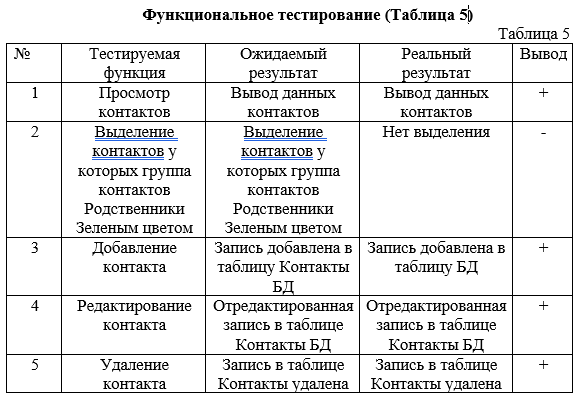 Функциональное тестирование (Таблица 5)
Таблица 5
№ Тестируемая функция Ожидаемый результат Реальный результат Вывод
1 Просмотр контактов Вывод данных контактов Вывод данных контактов +
2 Выделение контактов у которых группа контактов Родственники Зеленым цветом Выделение контактов у которых группа контактов Родственники Зеленым цветом Нет выделения -
3 Добавление контакта Запись добавлена в таблицу Контакты БД Запись добавлена в таблицу БД +
4 Редактирование контакта Отредактированная запись в таблице Контакты БД Отредактированная запись в таблице Контакты БД +
5 Удаление контакта Запись в таблице Контакты удалена Запись в таблице Контакты удалена +